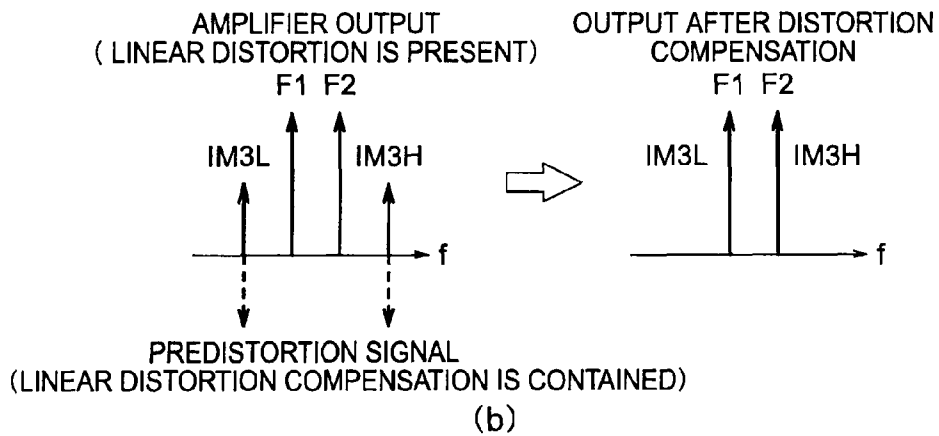 AMPLIFIER OUTPUT
( LINEAR DISTORTION IS PRESENT)
F1 F2
IM3L IM3H
f
PREDISTORTION SIGNAL
(LINEAR DISTORTION COMPENSATION IS CONTAINED)
OUTPUT AFTER DISTORTION
COMPENSATION
F1 F2
IM3L IM3H
f
(b)